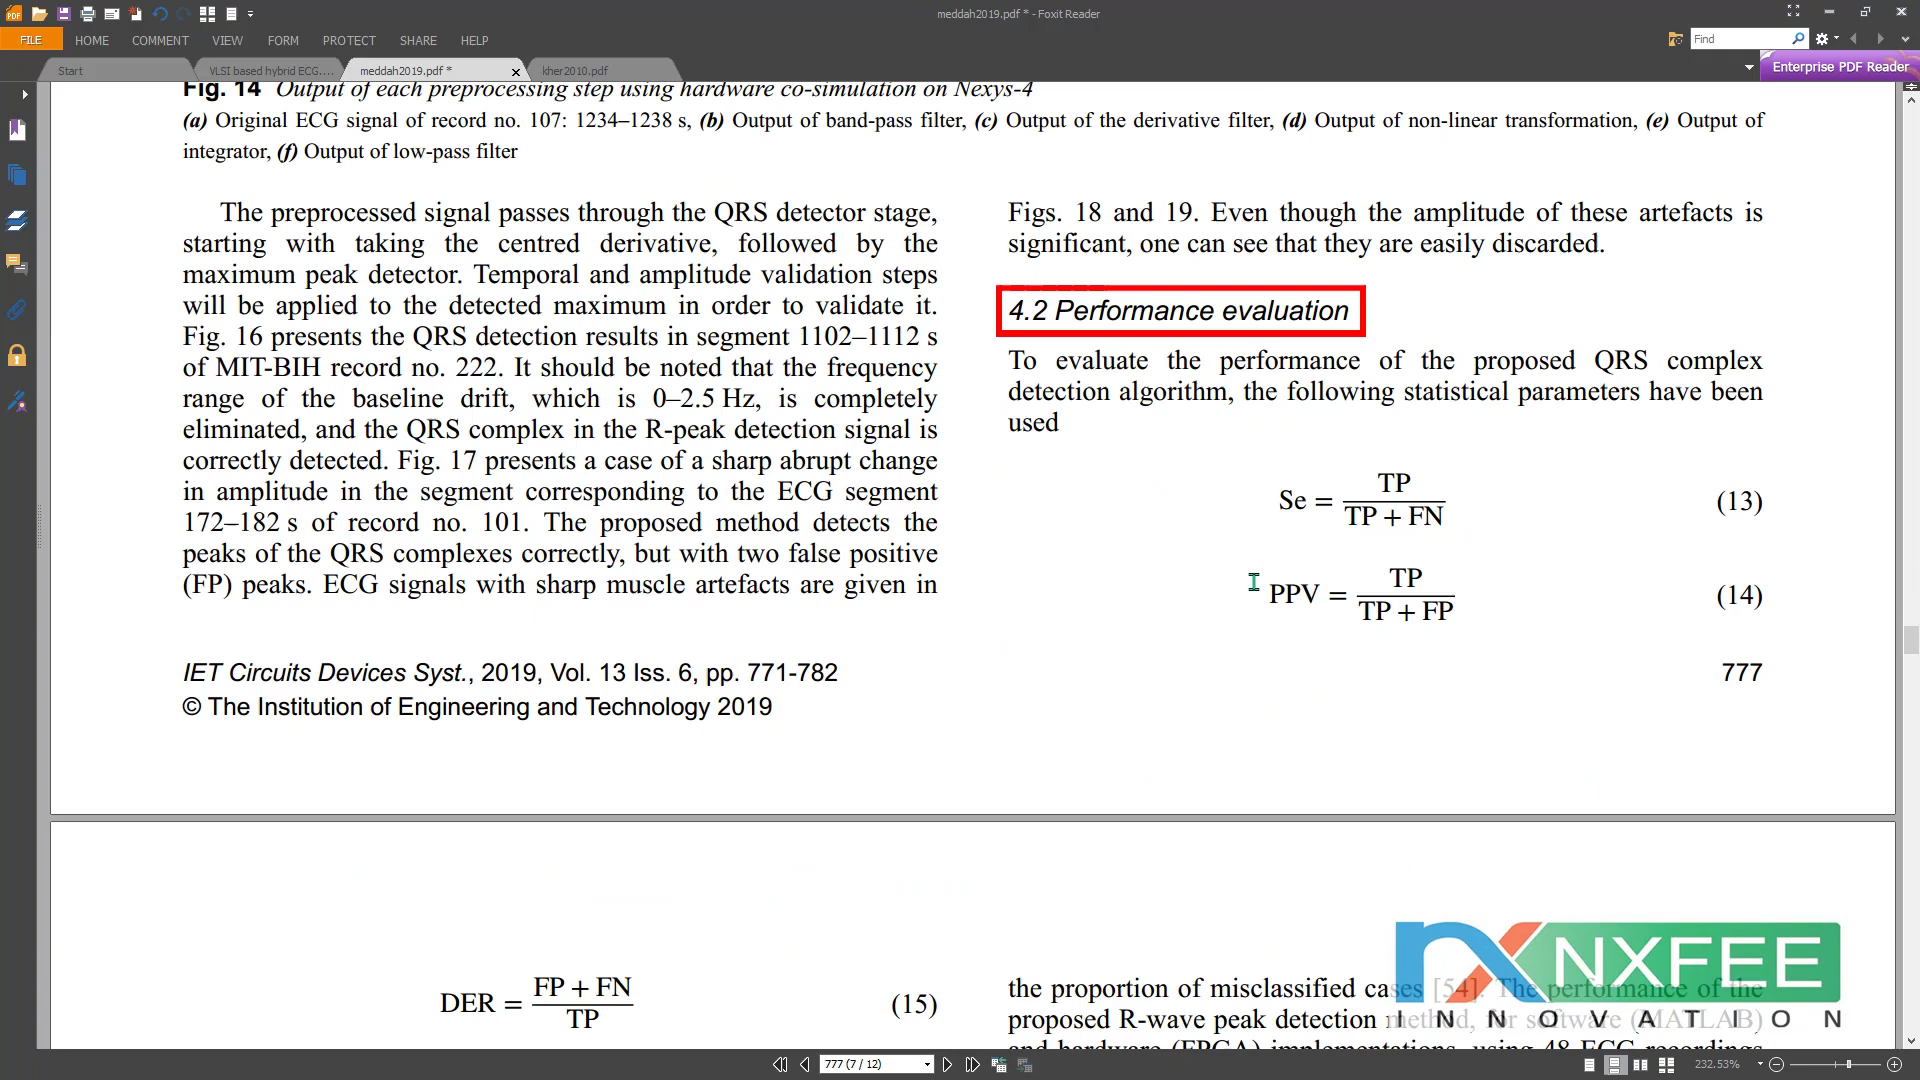 meddah2019.pdf * - Foxit Reader
FILE
HOME
COMMENT
VIEW
FORM
PROTECT
SHARE
HELP
Find
Start
VLSI based hybrid ECG....
meddah2019.pdf *
kher2010.pdf
Enterprise PDF Reader
Fig. 14 Output of each preprocessing step using hardware co-simulation on Nexys-4
(a) Original ECG signal of record no. 107: 1234–1238 s, (b) Output of band-pass filter, (c) Output of the derivative filter, (d) Output of non-linear transformation, (e) Output of
integrator, (f) Output of low-pass filter
The preprocessed signal passes through the QRS detector stage,
starting with taking the centred derivative, followed by the
maximum peak detector. Temporal and amplitude validation steps
will be applied to the detected maximum in order to validate it.
Fig. 16 presents the QRS detection results in segment 1102–1112 s
of MIT-BIH record no. 222. It should be noted that the frequency
range of the baseline drift, which is 0–2.5 Hz, is completely
eliminated, and the QRS complex in the R-peak detection signal is
correctly detected. Fig. 17 presents a case of a sharp abrupt change
in amplitude in the segment corresponding to the ECG segment
172–182 s of record no. 101. The proposed method detects the
peaks of the QRS complexes correctly, but with two false positive
(FP) peaks. ECG signals with sharp muscle artefacts are given in
Figs. 18 and 19. Even though the amplitude of these artefacts is
significant, one can see that they are easily discarded.
4.2 Performance evaluation
To evaluate the performance of the proposed QRS complex
detection algorithm, the following statistical parameters have been
used
Se = TP / (TP + FN) (13)
PPV = TP / (TP + FP) (14)
IET Circuits Devices Syst., 2019, Vol. 13 Iss. 6, pp. 771-782
© The Institution of Engineering and Technology 2019
777
DER = (FP + FN) / TP (15)
the proportion of misclassified cases [54]. The performance of the
proposed R-wave peak detection method, for software (MATLAB)
and hardware (FPGA) implementations, using 48 ECG recordings
NXFEE
INNOVATION
777 (7 / 12)
232.53%